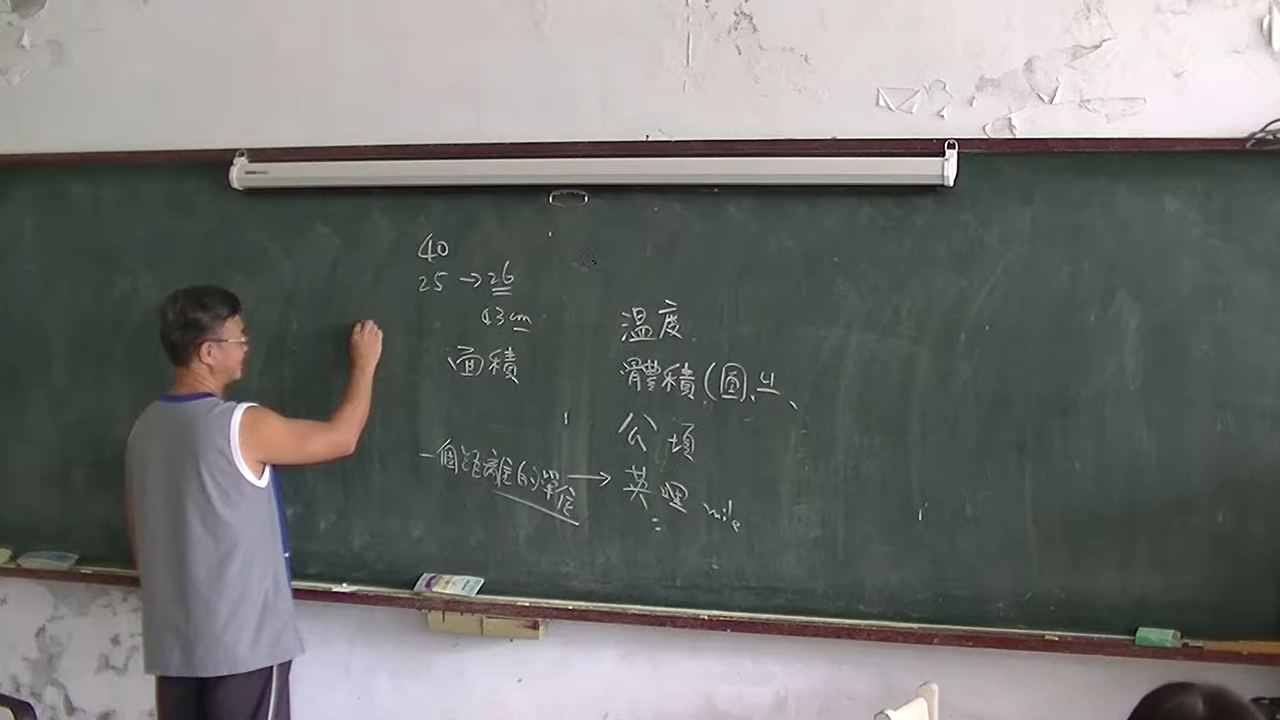 40
25 → 26
43cm
面積
一個距離的單位 → 英哩 mile
溫度
體積(圓、
公頃